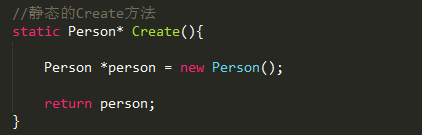 //静态的Create方法
static Person* Create(){
Person *person = new Person();
return person;
}